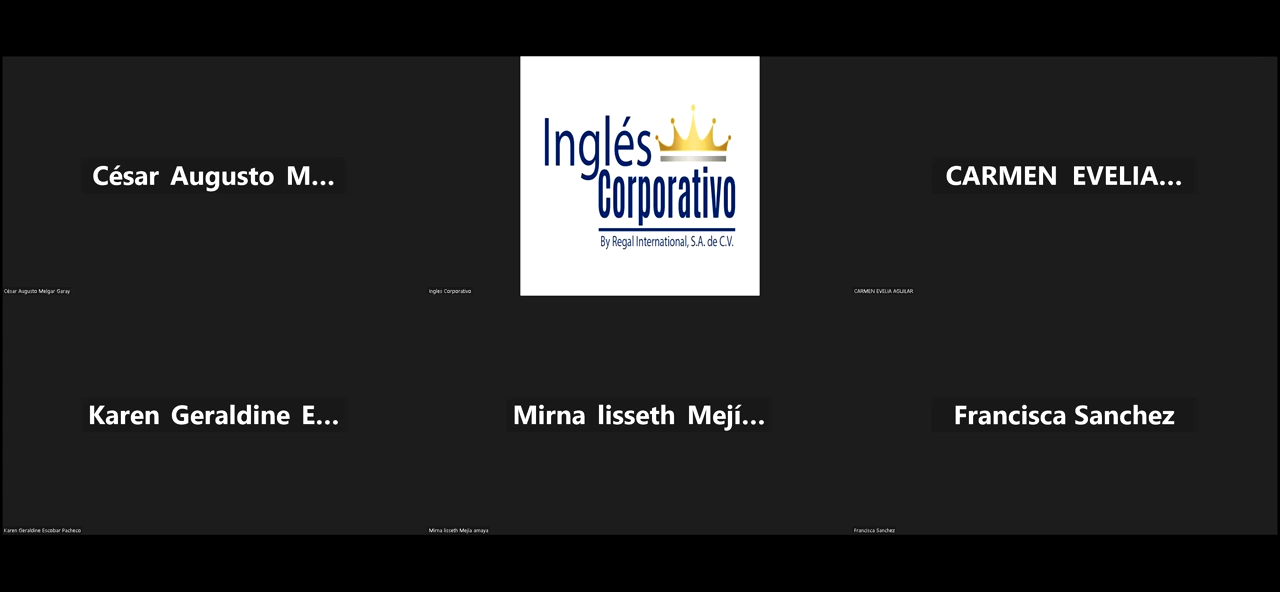 César Augusto M...
Inglés
Corporativo
By Regal International, S.A. de C.V.
CARMEN EVELIA...
César Augusto Melgar Garay
Ingles Corporativo
CARMEN EVELIA AGUILAR
Karen Geraldine E...
Mirna lisseth Mejí...
Francisca Sanchez
Karen Geraldine Escobar Pacheco
Mirna lisseth Mejía amaya
Francisca Sanchez